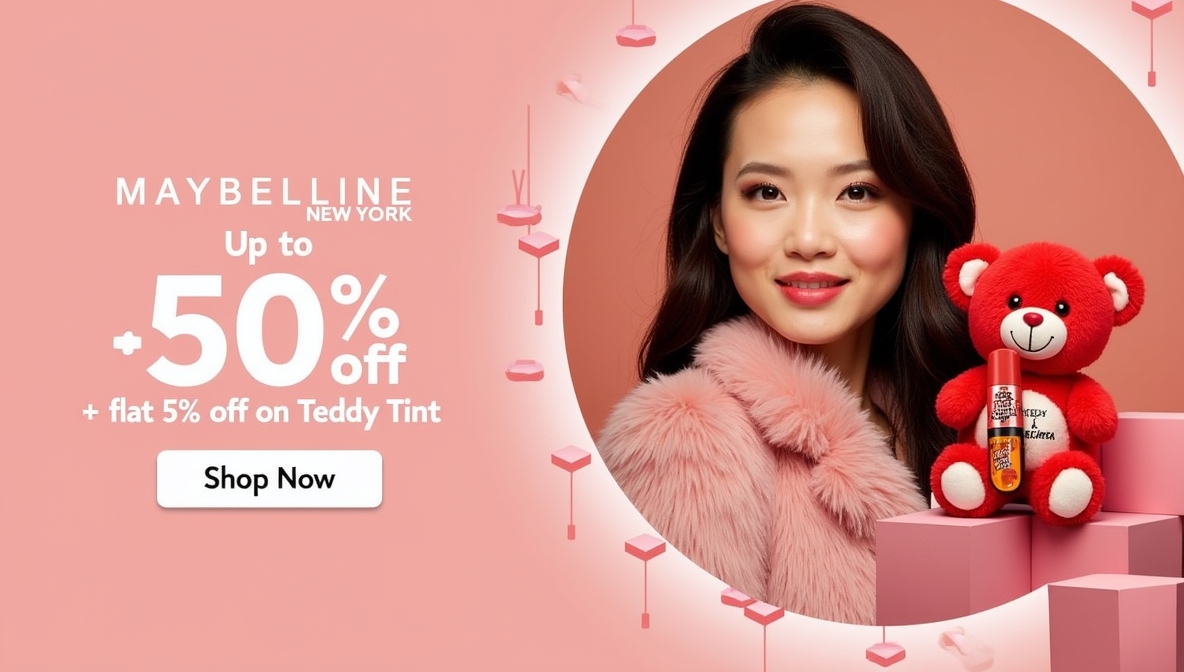 MAYBELLINE
NEW YORK
Up to
+50%
off
+ flat 5% off on Teddy Tint
Shop Now